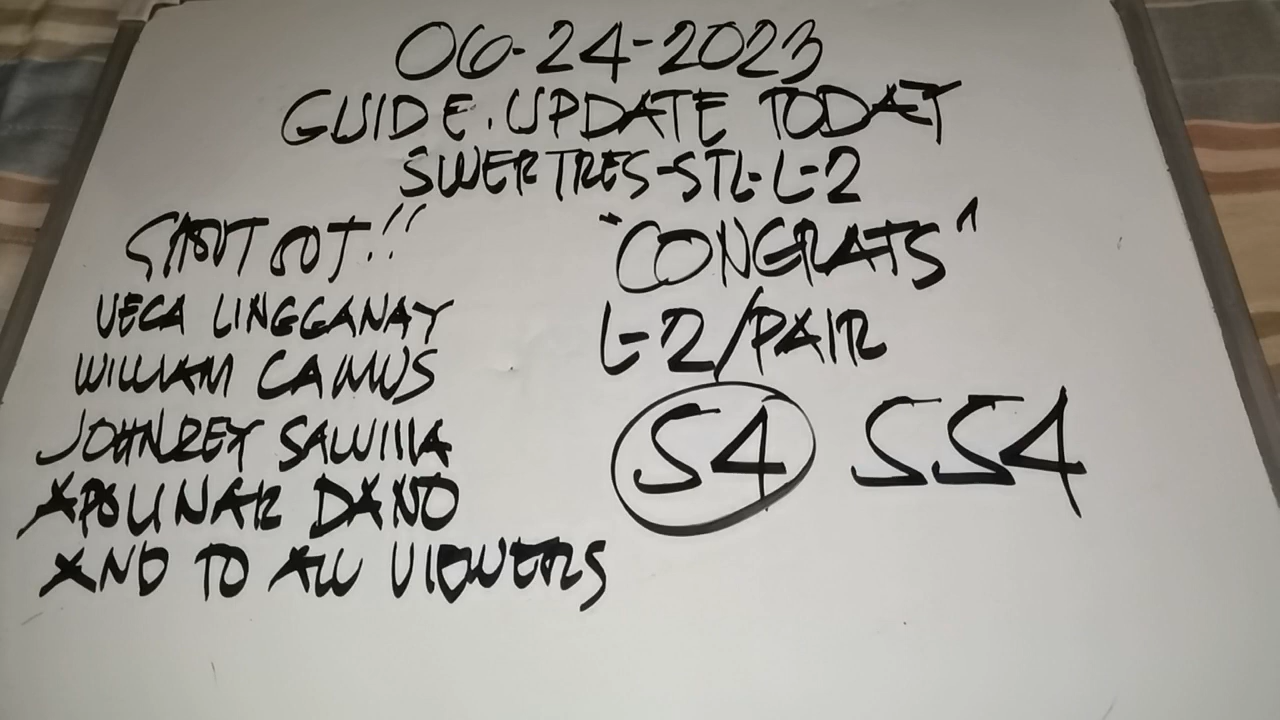 06-24-2023
GUIDE.UPDATE TODAY
SWERTRES-STL-L-2
SHOUT OUT!!
VECA LINGGANAY
WILLIAM CAMUS
JOHNREY
APOLINAR DANO
AND TO ALL VIEWERS
"CONGRATS"
L-2/PAIR
54 554